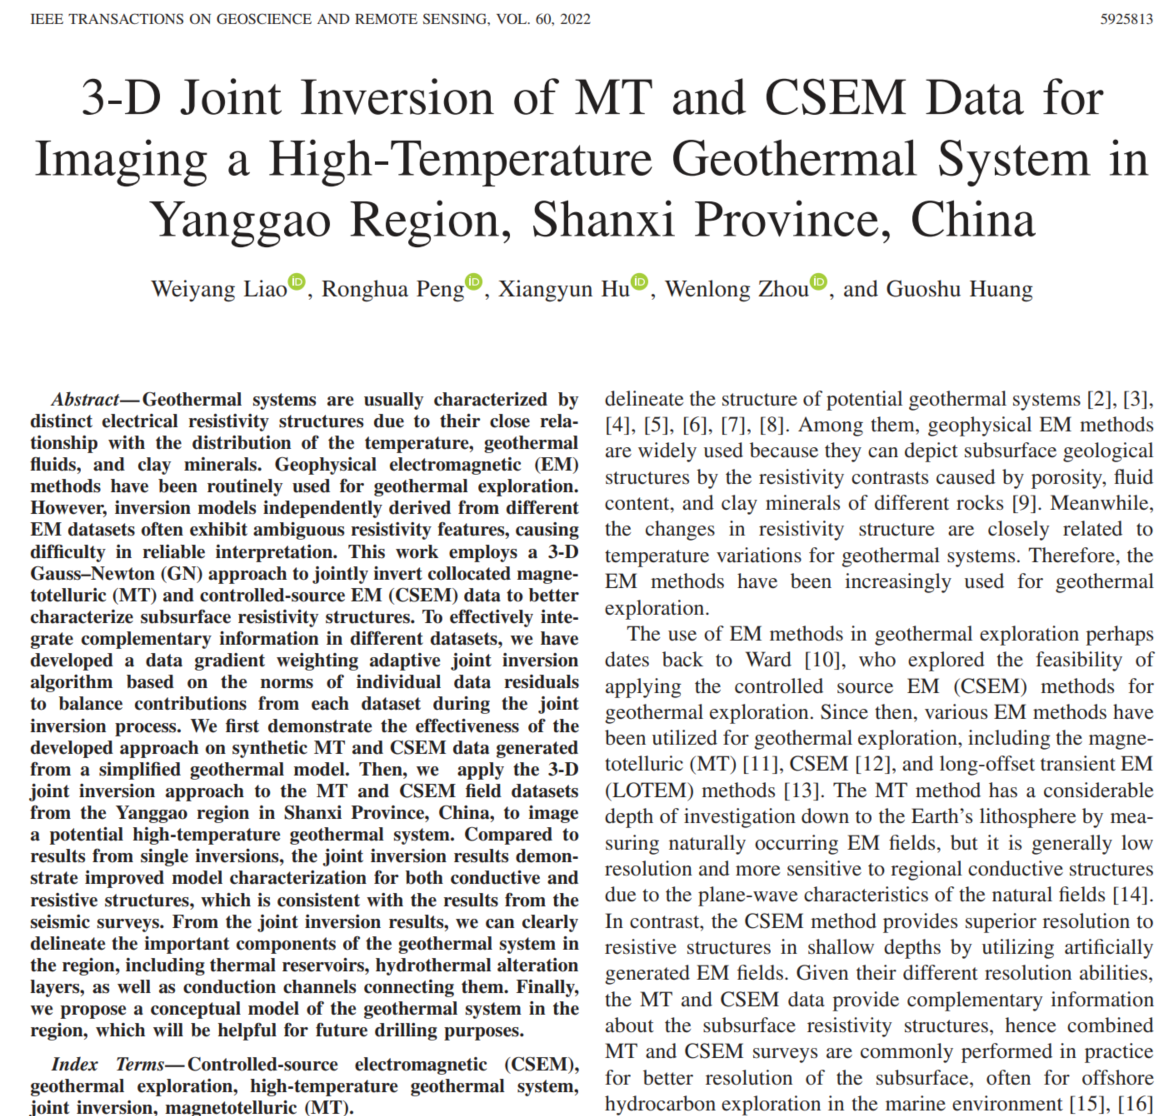 IEEE TRANSACTIONS ON GEOSCIENCE AND REMOTE SENSING, VOL. 60, 2022
5925813
3-D Joint Inversion of MT and CSEM Data for
Imaging a High-Temperature Geothermal System in
Yanggao Region, Shanxi Province, China
Weiyang Liao, Ronghua Peng, Xiangyun Hu, Wenlong Zhou, and Guoshu Huang
Abstract—Geothermal systems are usually characterized by
distinct electrical resistivity structures due to their close rela-
tionship with the distribution of the temperature, geothermal
fluids, and clay minerals. Geophysical electromagnetic (EM)
methods have been routinely used for geothermal exploration.
However, inversion models independently derived from different
EM datasets often exhibit ambiguous resistivity features, causing
difficulty in reliable interpretation. This work employs a 3-D
Gauss–Newton (GN) approach to jointly invert collocated magne-
totelluric (MT) and controlled-source EM (CSEM) data to better
characterize subsurface resistivity structures. To effectively inte-
grate complementary information in different datasets, we have
developed a data gradient weighting adaptive joint inversion
algorithm based on the norms of individual data residuals
to balance contributions from each dataset during the joint
inversion process. We first demonstrate the effectiveness of the
developed approach on synthetic MT and CSEM data generated
from a simplified geothermal model. Then, we apply the 3-D
joint inversion approach to the MT and CSEM field datasets
from the Yanggao region in Shanxi Province, China, to image
a potential high-temperature geothermal system. Compared to
results from single inversions, the joint inversion results demon-
strate improved model characterization for both conductive and
resistive structures, which is consistent with the results from the
seismic surveys. From the joint inversion results, we can clearly
delineate the important components of the geothermal system in
the region, including thermal reservoirs, hydrothermal alteration
layers, as well as conduction channels connecting them. Finally,
we propose a conceptual model of the geothermal system in the
region, which will be helpful for future drilling purposes.
Index Terms—Controlled-source electromagnetic (CSEM),
geothermal exploration, high-temperature geothermal system,
joint inversion, magnetotelluric (MT).
delineate the structure of potential geothermal systems [2], [3],
[4], [5], [6], [7], [8]. Among them, geophysical EM methods
are widely used because they can depict subsurface geological
structures by the resistivity contrasts caused by porosity, fluid
content, and clay minerals of different rocks [9]. Meanwhile,
the changes in resistivity structure are closely related to
temperature variations for geothermal systems. Therefore, the
EM methods have been increasingly used for geothermal
exploration.
The use of EM methods in geothermal exploration perhaps
dates back to Ward [10], who explored the feasibility of
applying the controlled source EM (CSEM) methods for
geothermal exploration. Since then, various EM methods have
been utilized for geothermal exploration, including the magne-
totelluric (MT) [11], CSEM [12], and long-offset transient EM
(LOTEM) methods [13]. The MT method has a considerable
depth of investigation down to the Earth's lithosphere by mea-
suring naturally occurring EM fields, but it is generally low
resolution and more sensitive to regional conductive structures
due to the plane-wave characteristics of the natural fields [14].
In contrast, the CSEM method provides superior resolution to
resistive structures in shallow depths by utilizing artificially
generated EM fields. Given their different resolution abilities,
the MT and CSEM data provide complementary information
about the subsurface resistivity structures, hence combined
MT and CSEM surveys are commonly performed in practice
for better resolution of the subsurface, often for offshore
hydrocarbon exploration in the marine environment [15], [16]